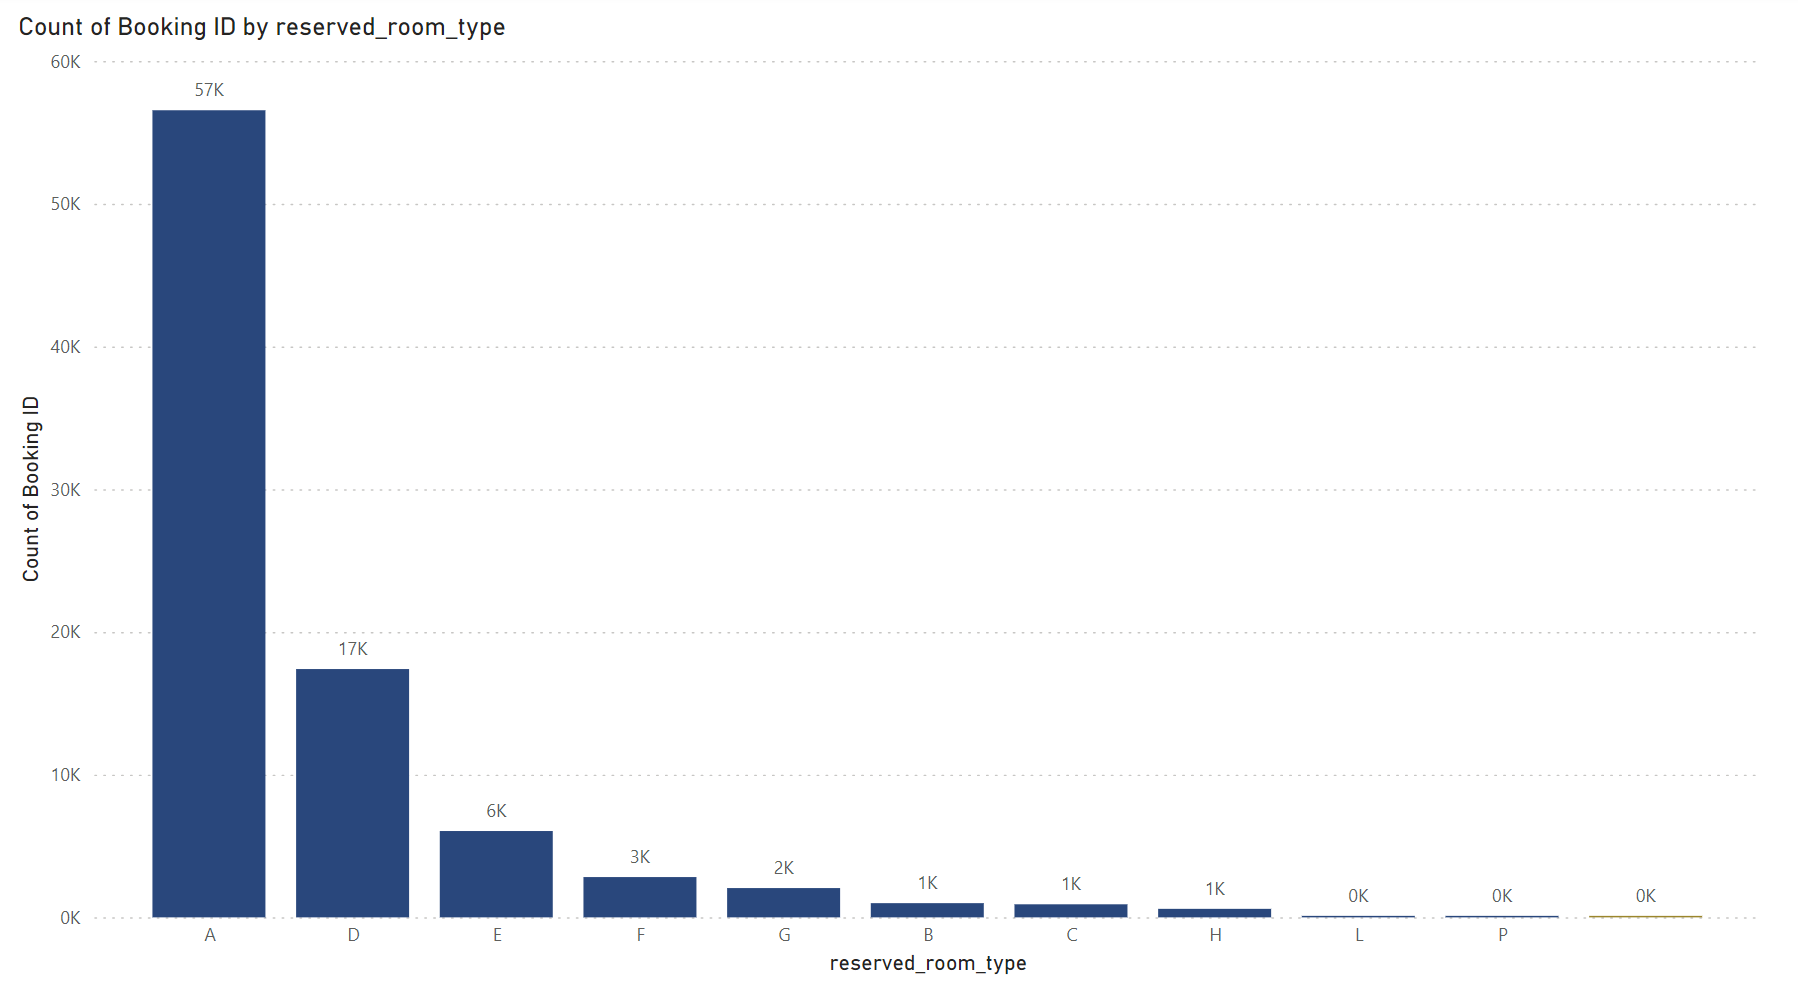 Count of Booking ID by reserved_room_type
60K
57K
50K
40K
Count of Booking ID
30K
20K
17K
10K
6K
3K
2K
1K
1K
1K
0K
0K
0K
0K
A D E F G B C H L P
reserved_room_type